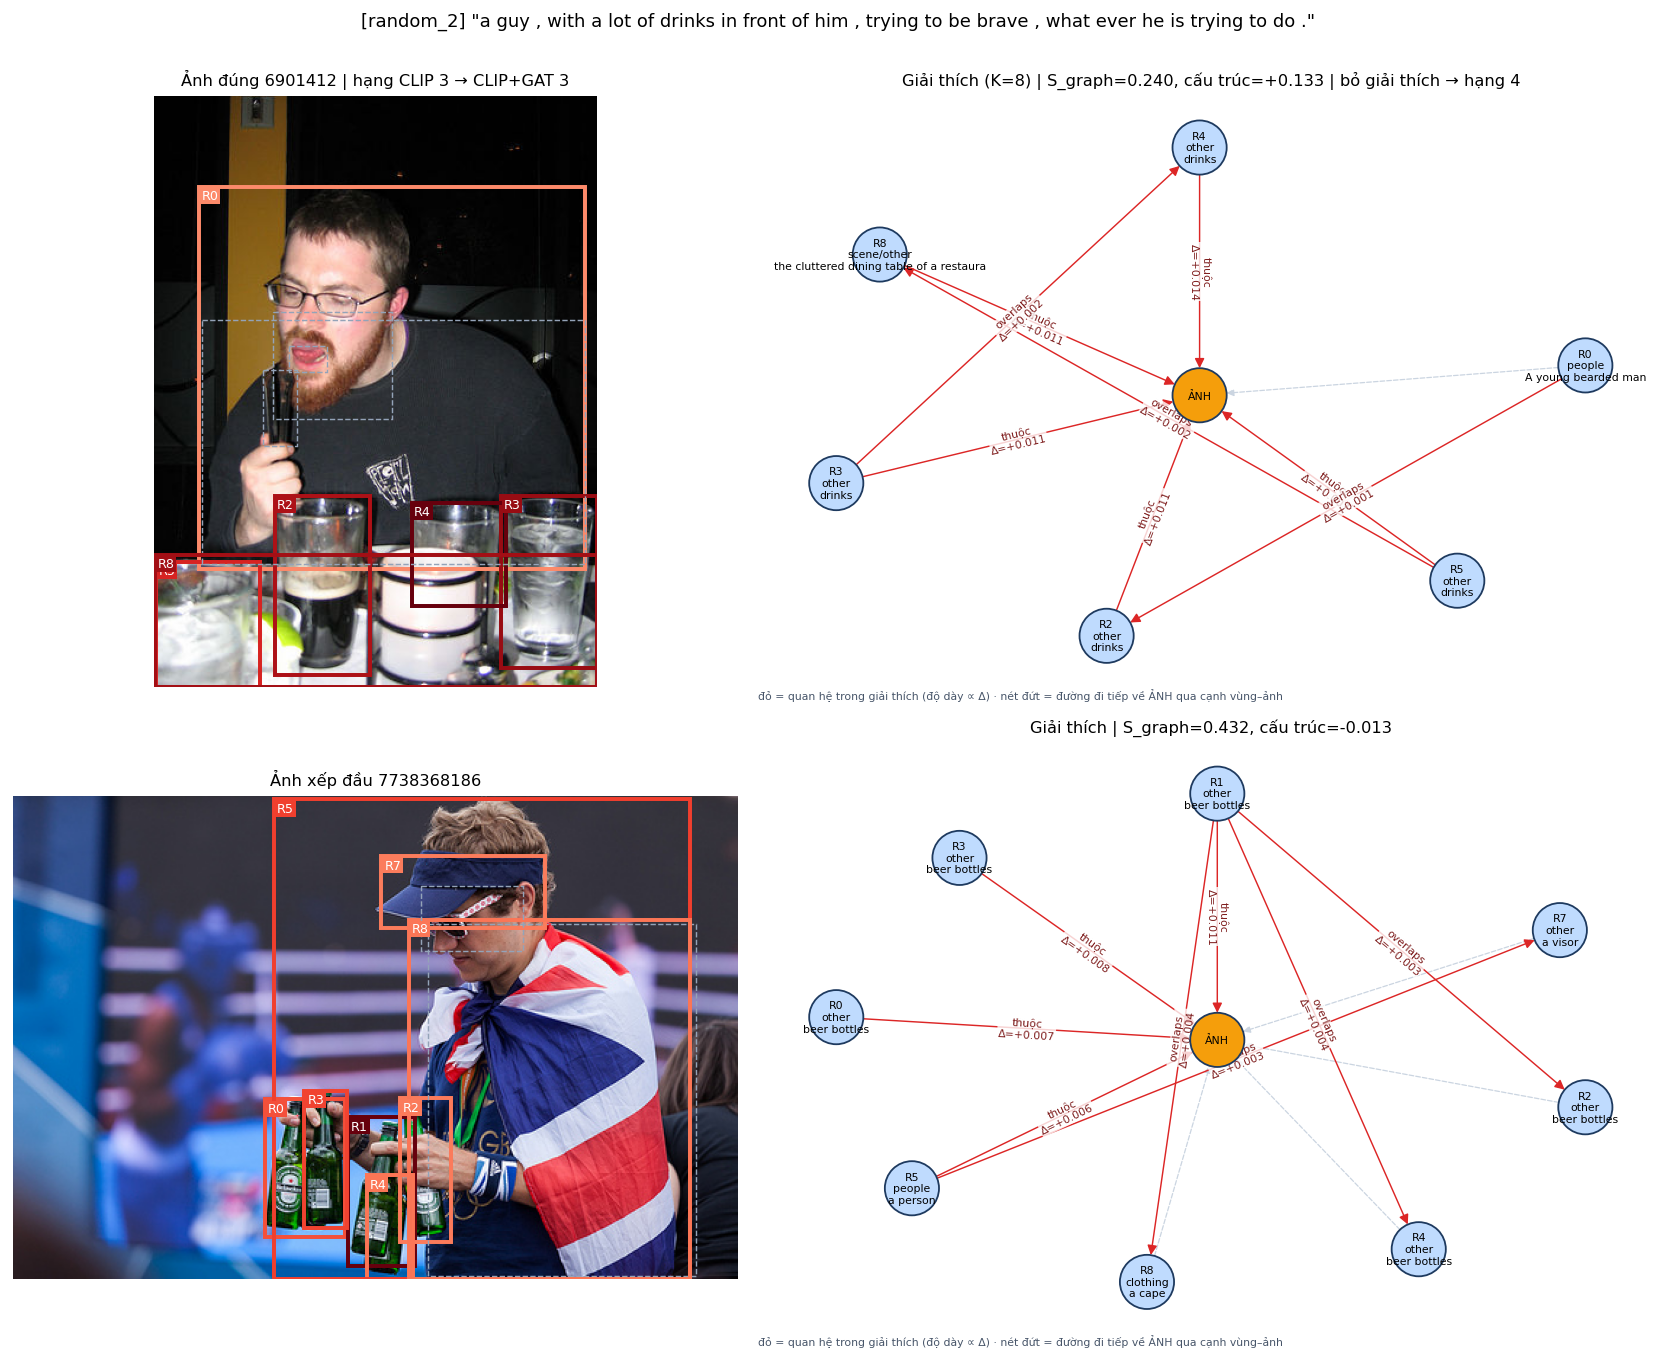 [random_2] "a guy , with a lot of drinks in front of him , trying to be brave , what ever he is trying to do ."
Ảnh đúng 6901412 | hạng CLIP 3 → CLIP+GAT 3
R0
R2
R4
R3
R8
Giải thích (K=8) | S_graph=0.240, cấu trúc=+0.133 | bỏ giải thích → hạng 4
R4
other
drinks
R8
scene/other
the cluttered dining table of a restaura
thuộc
Δ=+0.014
overlaps
Δ=+0.002
Δ=+0.011
R0
people
A young bearded man
ẢNH
overlaps
Δ=+0.002
thuộc
Δ=+0.011
R3
other
drinks
thuộc
overlaps
Δ=+0.001
thuộc
Δ=+0.011
R5
other
drinks
R2
other
drinks
đỏ = quan hệ trong giải thích (độ dày ∝ Δ) · nét đứt = đường đi tiếp về ẢNH qua cạnh vùng–ảnh
Ảnh xếp đầu 7738368186
R5
R7
R8
R0
R3
R2
R1
R4
Giải thích | S_graph=0.432, cấu trúc=-0.013
R1
other
beer bottles
R3
other
beer bottles
thuộc
Δ=+0.011
R7
other
a visor
thuộc
Δ=+0.008
overlaps
Δ=+0.003
R0
other
beer bottles
thuộc
Δ=+0.007
overlaps
Δ=+0.004
overlaps
Δ=+0.004
ẢNH
Δ=+0.003
R2
other
beer bottles
thuộc
Δ=+0.006
R5
people
a person
R4
other
beer bottles
R8
clothing
a cape
đỏ = quan hệ trong giải thích (độ dày ∝ Δ) · nét đứt = đường đi tiếp về ẢNH qua cạnh vùng–ảnh